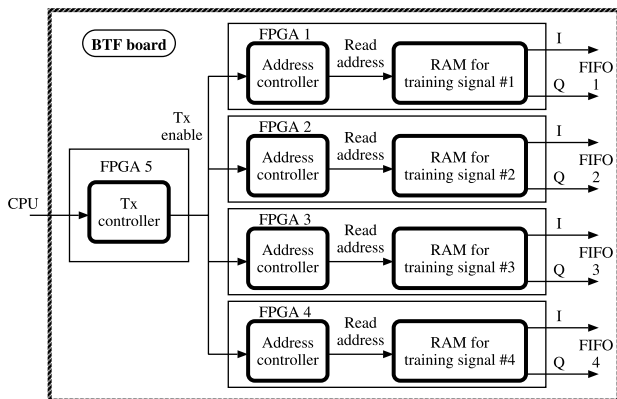 BTF board
FPGA 1
Address
controller
Read
address
RAM for
training signal #1
I
Q
FIFO
1
Tx
enable
FPGA 2
Address
controller
Read
address
RAM for
training signal #2
I
Q
FIFO
2
CPU
FPGA 5
Tx
controller
FPGA 3
Address
controller
Read
address
RAM for
training signal #3
I
Q
FIFO
3
FPGA 4
Address
controller
Read
address
RAM for
training signal #4
I
Q
FIFO
4